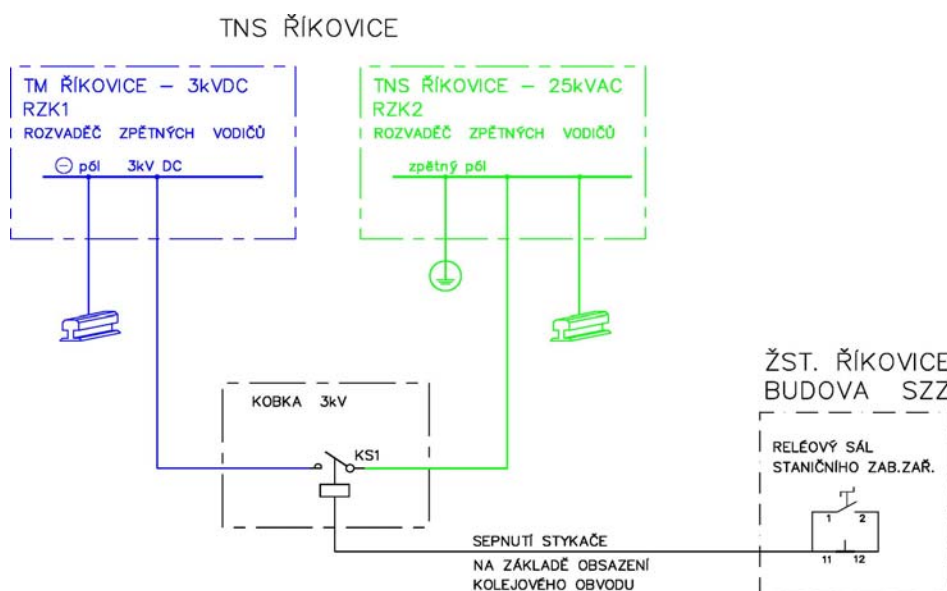 TNS ŘÍKOVICE
TM ŘÍKOVICE – 3kVDC
RZK1
ROZVADĚČ ZPĚTNÝCH VODIČŮ
⊖ pól 3kV DC
TNS ŘÍKOVICE – 25kVAC
RZK2
ROZVADĚČ ZPĚTNÝCH VODIČŮ
zpětný pól
KOBKA 3kV
KS1
ŽST. ŘÍKOVICE
BUDOVA SZZ
RELÉOVÝ SÁL
STANIČNÍHO ZAB.ZAŘ.
1 2
11 12
SEPNUTÍ STYKAČE
NA ZÁKLADĚ OBSAZENÍ
KOLEJOVÉHO OBVODU